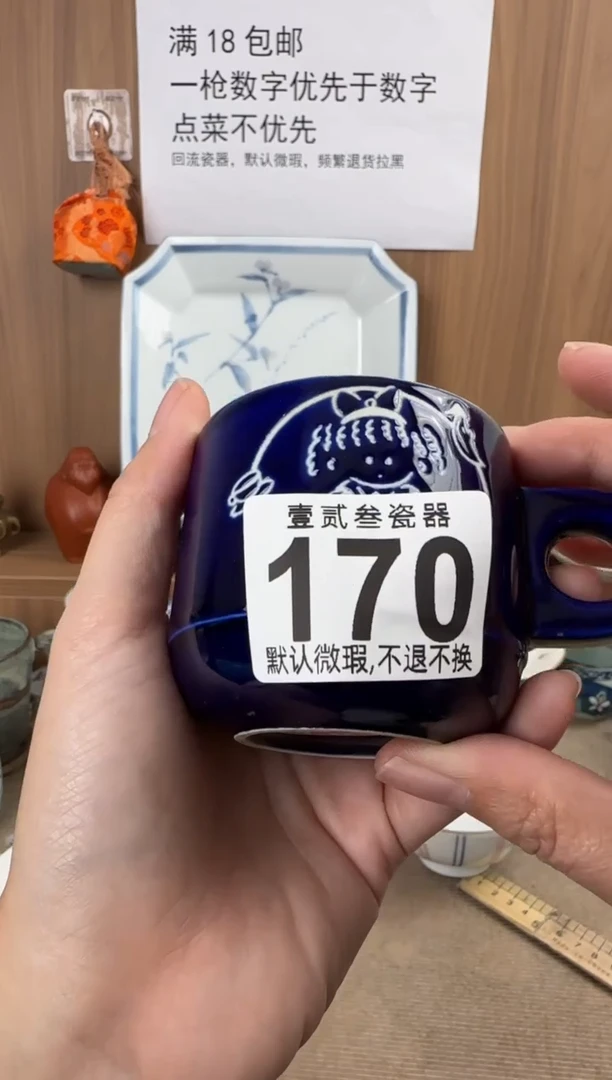 满 18 包邮
一枪数字优先于数字
点菜不优先
回流瓷器，默认微瑕，频繁退货拉黑
壹贰叁瓷器
170
默认微瑕,不退不换